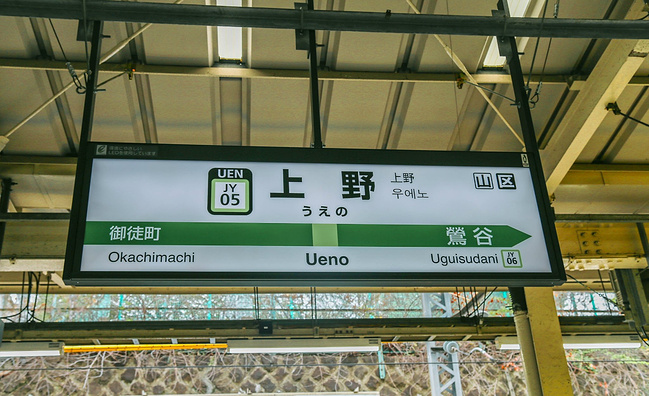 UEN
JY
05
上野
うえの
上野
우에노
山 区
御徒町
鶯谷
Okachimachi
Ueno
Uguisudani
JY
06